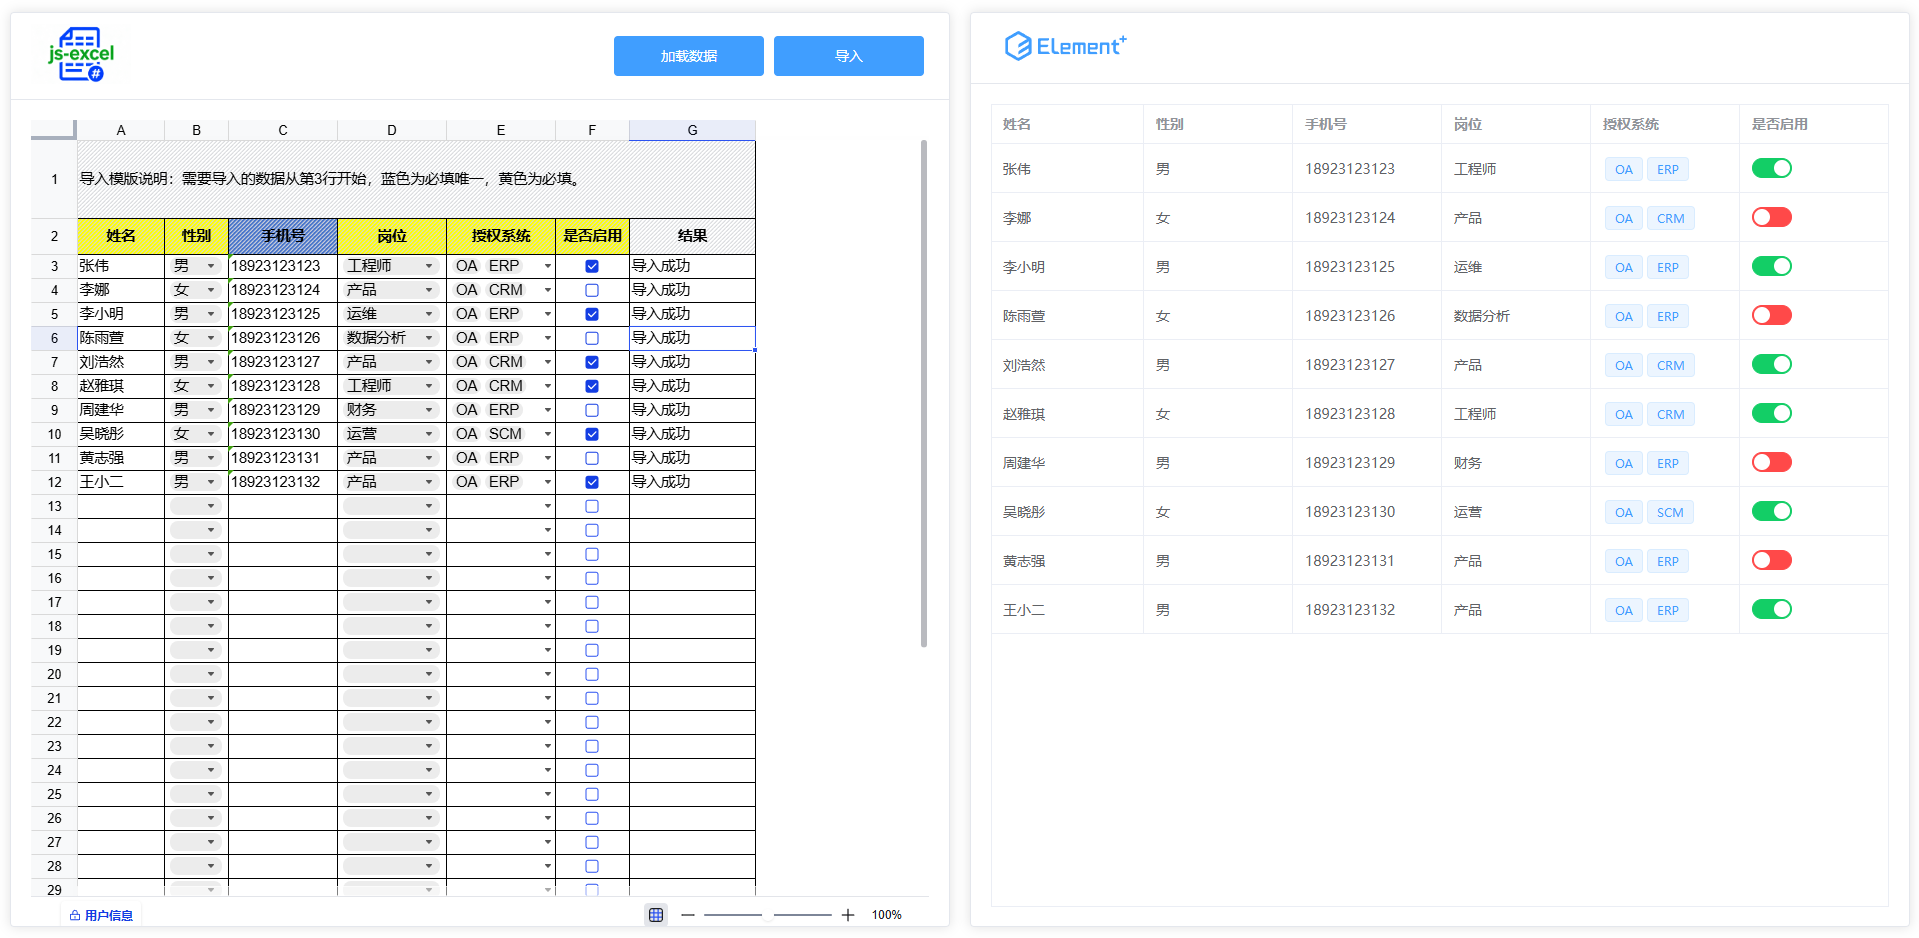 js-excel
#
加载数据 导入
A B C D E F G
1 导入模版说明：需要导入的数据从第3行开始，蓝色为必填唯一，黄色为必填。
2 姓名 性别 手机号 岗位 授权系统 是否启用 结果
3 张伟 男 18923123123 工程师 OA ERP 导入成功
4 李娜 女 18923123124 产品 OA CRM 导入成功
5 李小明 男 18923123125 运维 OA ERP 导入成功
6 陈雨萱 女 18923123126 数据分析 OA ERP 导入成功
7 刘浩然 男 18923123127 产品 OA CRM 导入成功
8 赵雅琪 女 18923123128 工程师 OA CRM 导入成功
9 周建华 男 18923123129 财务 OA ERP 导入成功
10 吴晓彤 女 18923123130 运营 OA SCM 导入成功
11 黄志强 男 18923123131 产品 OA ERP 导入成功
12 王小二 男 18923123132 产品 OA ERP 导入成功
13
14
15
16
17
18
19
20
21
22
23
24
25
26
27
28
29
用户信息 100%
Element+
姓名 性别 手机号 岗位 授权系统 是否启用
张伟 男 18923123123 工程师 OA ERP
李娜 女 18923123124 产品 OA CRM
李小明 男 18923123125 运维 OA ERP
陈雨萱 女 18923123126 数据分析 OA ERP
刘浩然 男 18923123127 产品 OA CRM
赵雅琪 女 18923123128 工程师 OA CRM
周建华 男 18923123129 财务 OA ERP
吴晓彤 女 18923123130 运营 OA SCM
黄志强 男 18923123131 产品 OA ERP
王小二 男 18923123132 产品 OA ERP